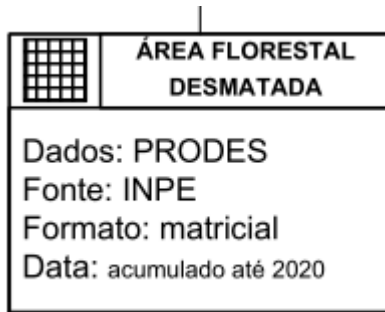 ÁREA FLORESTAL
DESMATADA
Dados: PRODES
Fonte: INPE
Formato: matricial
Data: acumulado até 2020